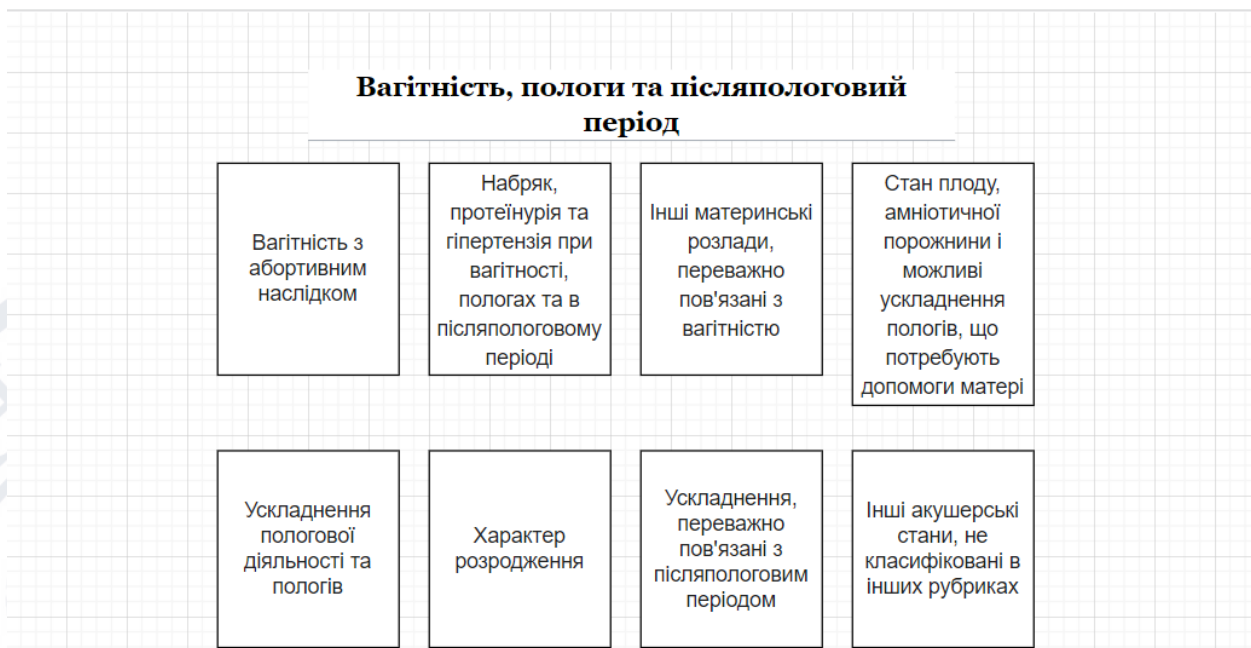 Вагітність, пологи та післяпологовий
період
Вагітність з
абортивним
наслідком
Набряк,
протеїнурія та
гіпертензія при
вагітності,
пологах та в
післяпологовому
періоді
Інші материнські
розлади,
переважно
пов'язані з
вагітністю
Стан плоду,
амніотичної
порожнини і
можливі
ускладнення
пологів, що
потребують
допомоги матері
Ускладнення
пологової
діяльності та
пологів
Характер
розродження
Ускладнення,
переважно
пов'язані з
післяпологовим
періодом
Інші акушерські
стани, не
класифіковані в
інших рубриках